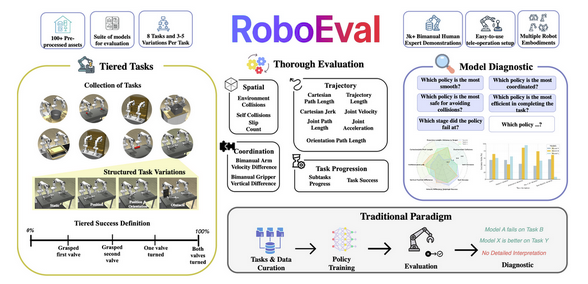 RoboEval
100+ Pre-
processed assets
Suite of models
for evaluation
8 Tasks and 3-5
Variations Per Task
3k+ Bimanual Human
Expert Demonstrations
Easy-to-use
tele-operation setup
Multiple Robot
Embodiments
Tiered Tasks
Collection of Tasks
Structured Task Variations
Static
Position
Obstacle
Tiered Success Definition
0%
100%
Grasped
first valve
Grasped
second
valve
One valve
turned
Both
valves
turned
Thorough Evaluation
Spatial
Environment
Collisions
Self Collisions
Slip
Count
Trajectory
Cartesian
Path Length
Trajectory
Length
Cartesian Jerk
Joint Velocity
Joint Path
Length
Joint
Acceleration
Orientation Path Length
Coordination
Bimanual Arm
Velocity Difference
Bimanual Gripper
Vertical Difference
Task Progression
Subtasks
Progress
Task Success
Model Diagnostic
Which policy is the most
smooth?
Which policy is the most
coordinated?
Which policy is the most
safe for avoiding
collisions?
Which policy is the most
efficient in completing the
task?
Which stage did the policy
fail at?
Which policy ...?
Traditional Paradigm
Tasks & Data
Curation
Policy
Training
Evaluation
Model A fails on Task B
Model X is better on Task Y
No Detailed Interpretation
Diagnostic